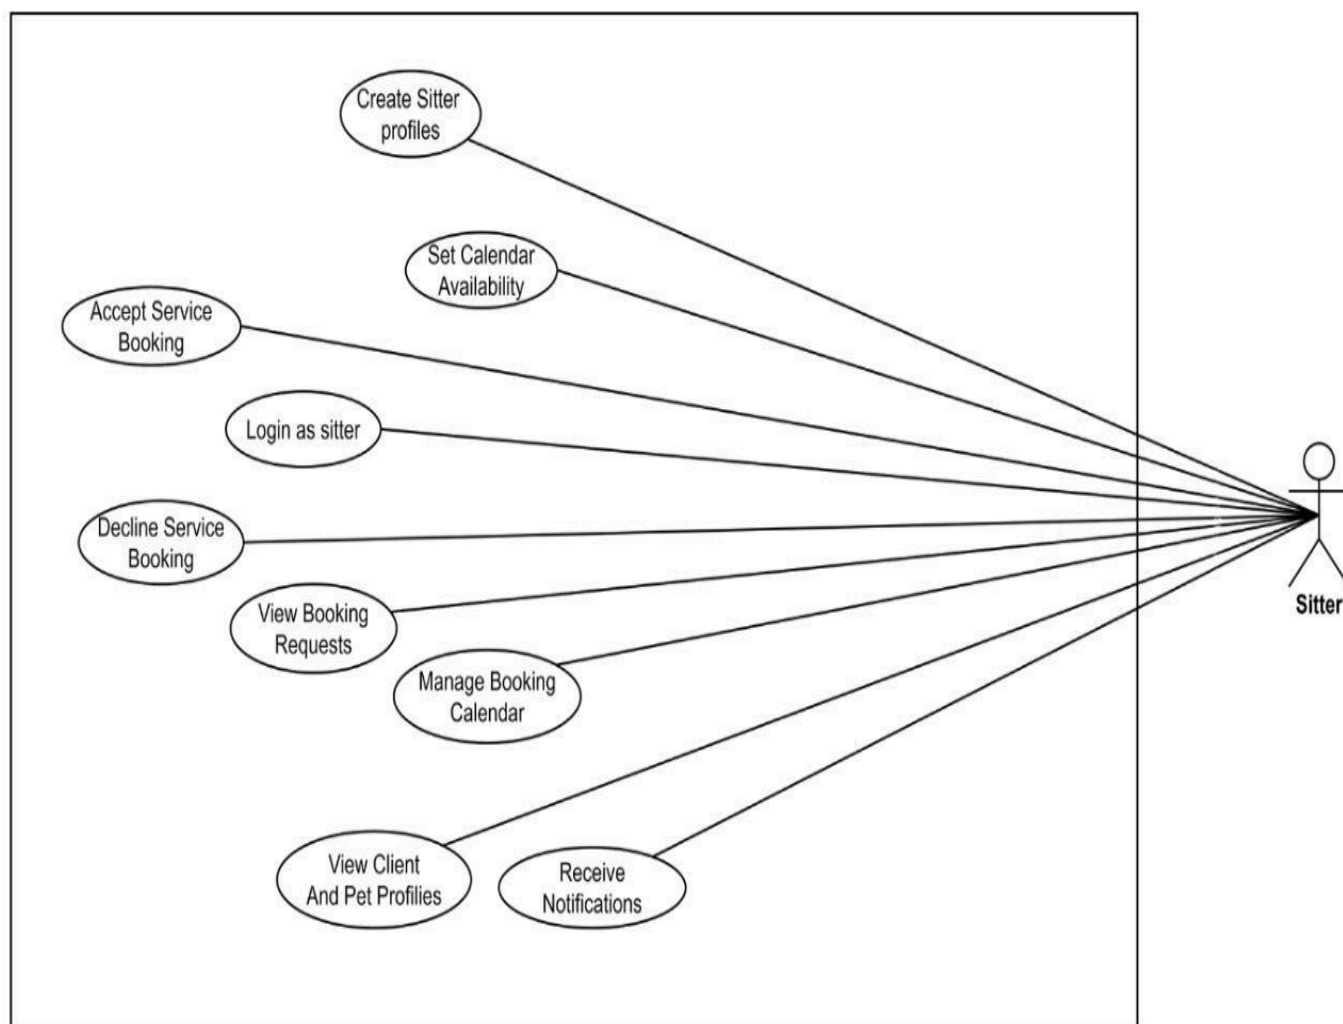 Create Sitter
profiles
Set Calendar
Availability
Accept Service
Booking
Login as sitter
Decline Service
Booking
View Booking
Requests
Manage Booking
Calendar
View Client
And Pet Profilies
Receive
Notifications
Sitter